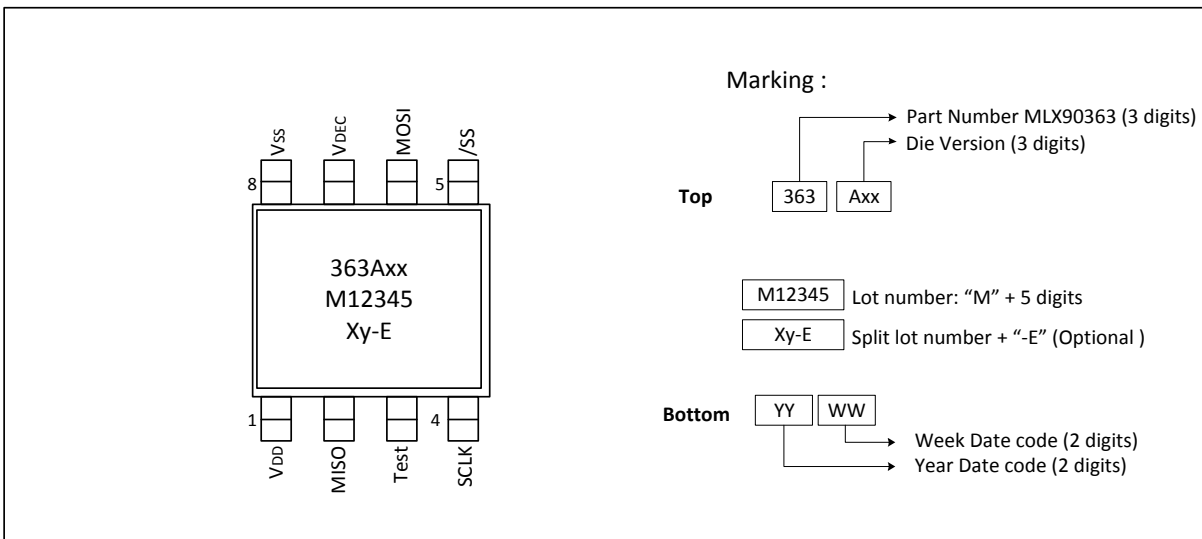 Vss VDEC MOSI /SS
8 5
363Axx
M12345
Xy-E
1 4
VDD MISO Test SCLK
Marking :
Part Number MLX90363 (3 digits)
Die Version (3 digits)
Top 363 Axx
M12345 Lot number: “M” + 5 digits
Xy-E Split lot number + “-E” (Optional )
Bottom YY WW
Week Date code (2 digits)
Year Date code (2 digits)